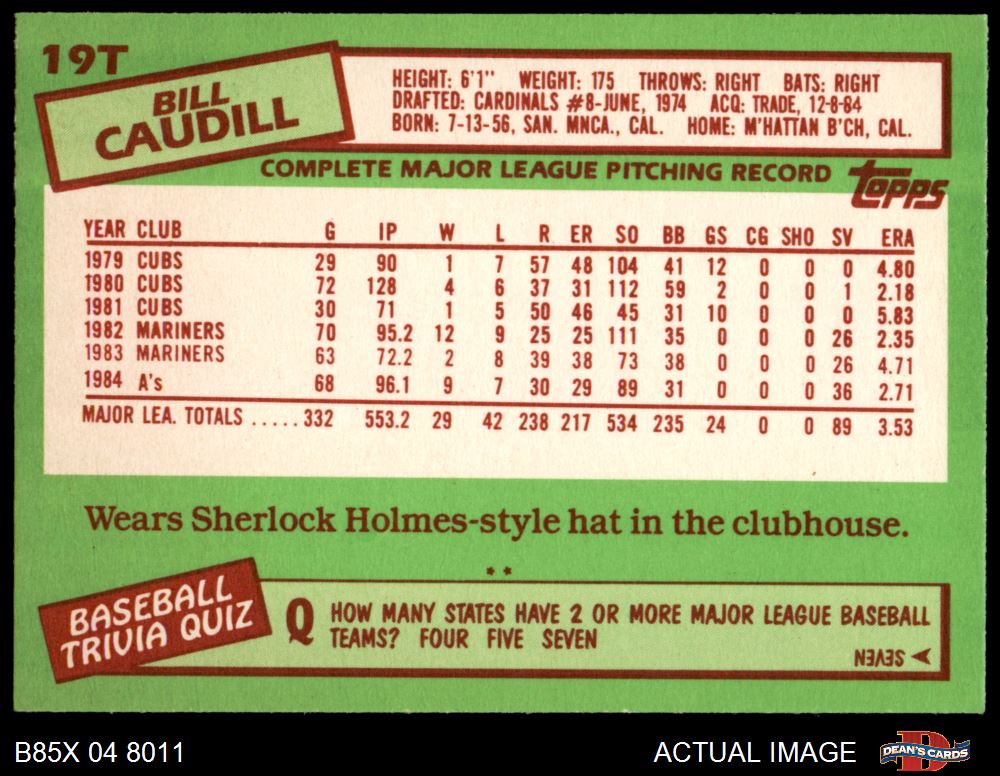 19T
BILL
CAUDILL
HEIGHT: 6'1" WEIGHT: 175 THROWS: RIGHT BATS: RIGHT
DRAFTED: CARDINALS #8-JUNE, 1974 ACQ: TRADE, 12-8-84
BORN: 7-13-56, SAN. MNCA., CAL. HOME: M'HATTAN B'CH, CAL.
COMPLETE MAJOR LEAGUE PITCHING RECORD
topps
YEAR CLUB G IP W L R ER SO BB GS CG SHO SV ERA
1979 CUBS 29 90 1 7 57 48 104 41 12 0 0 0 4.80
1980 CUBS 72 128 4 6 37 31 112 59 2 0 0 1 2.18
1981 CUBS 30 71 1 5 50 46 45 31 10 0 0 0 5.83
1982 MARINERS 70 95.2 12 9 25 25 111 35 0 0 0 26 2.35
1983 MARINERS 63 72.2 2 8 39 38 73 38 0 0 0 26 4.71
1984 A's 68 96.1 9 7 30 29 89 31 0 0 0 36 2.71
MAJOR LEA. TOTALS ..... 332 553.2 29 42 238 217 534 235 24 0 0 89 3.53
Wears Sherlock Holmes-style hat in the clubhouse.
**
BASEBALL
TRIVIA QUIZ
Q HOW MANY STATES HAVE 2 OR MORE MAJOR LEAGUE BASEBALL
TEAMS? FOUR FIVE SEVEN
SEVEN
B85X 04 8011
ACTUAL IMAGE
DEAN'S CARDS